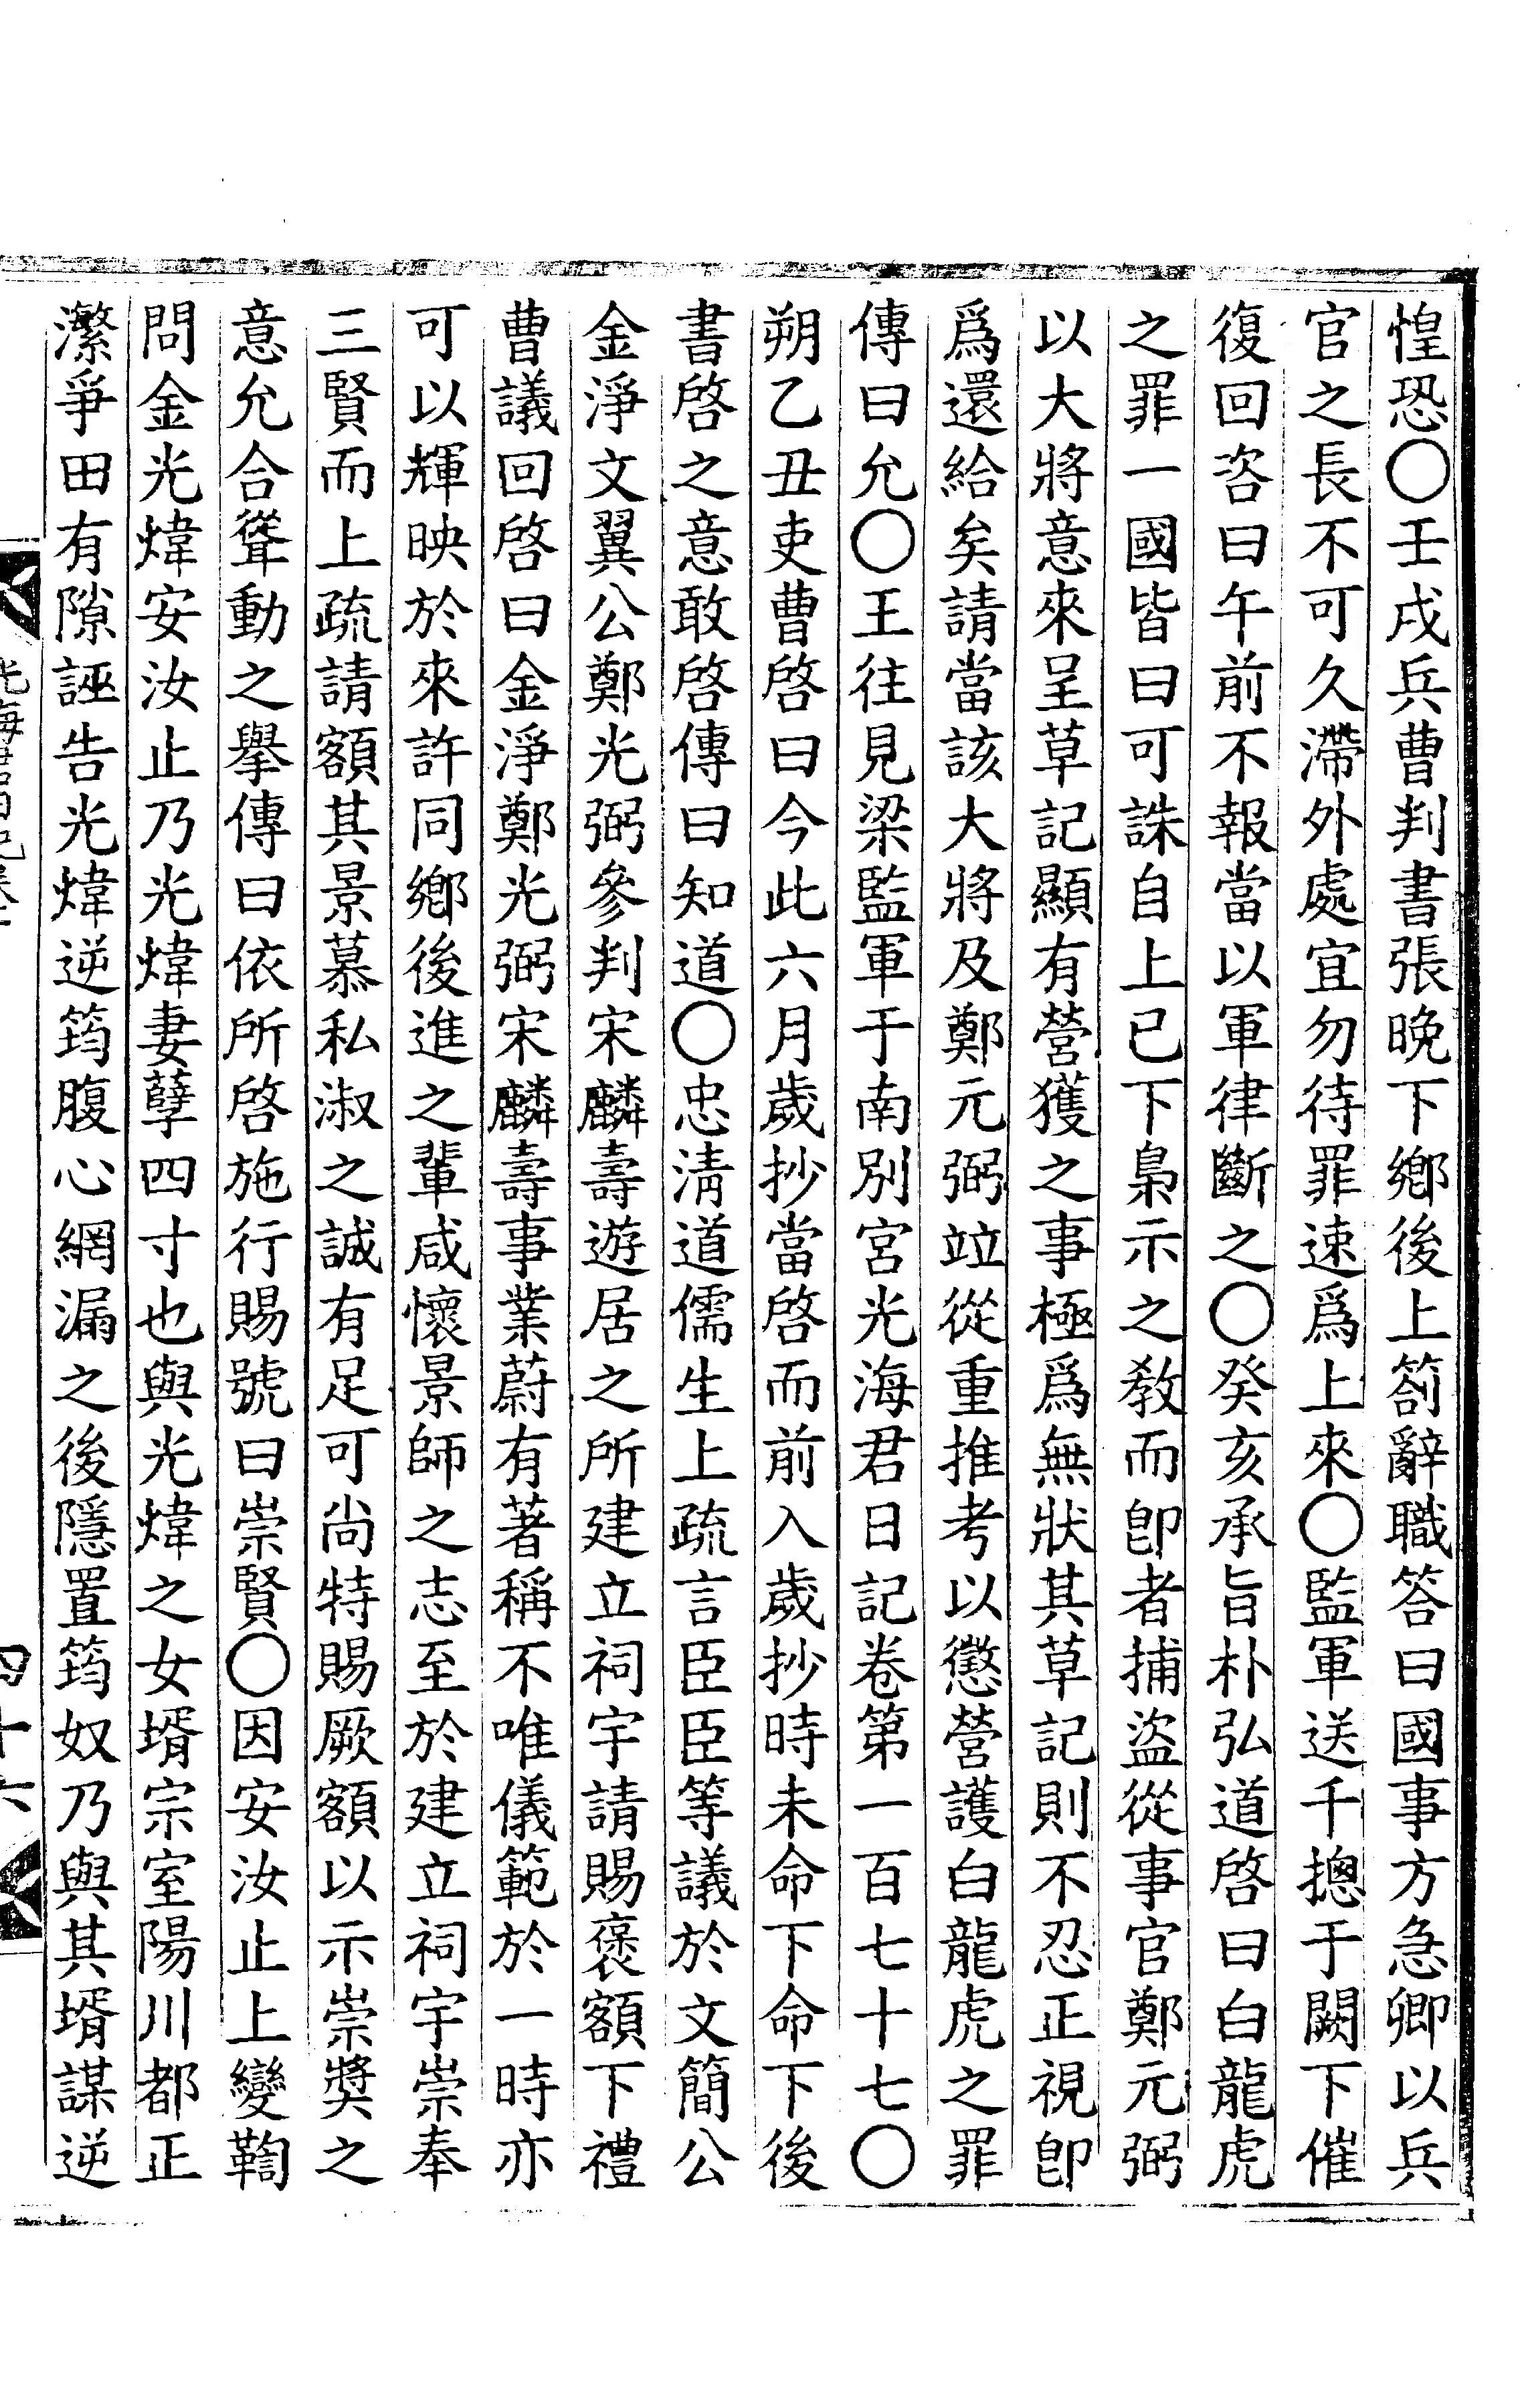 惶恐○壬戌兵曹判書張晚下鄕後上箚辭職答曰國事方急卿以兵
官之長不可久滯外處宜勿待罪速爲上來○監軍送千摠于闕下催
復回咨曰午前不報當以軍律斷之○癸亥承旨朴弘道啓曰白龍虎
之罪一國皆曰可誅自上已下梟示之敎而卽者捕盜從事官鄭元弼
以大將意來呈草記顯有營獲之事極爲無狀其草記則不忍正視卽
爲還給矣請當該大將及鄭元弼竝從重推考以懲營護白龍虎之罪
傳曰允○王往見梁監軍于南別宮光海君日記卷第一百七十七○
朔乙丑吏曹啓曰今此六月歲抄當啓而前入歲抄時未命下命下後
書啓之意敢啓傳曰知道○忠淸道儒生上疏言臣臣等議於文簡公
金淨文翼公鄭光弼參判宋麟壽遊居之所建立祠宇請賜褒額下禮
曹議回啓曰金淨鄭光弼宋麟壽事業蔚有著稱不唯儀範於一時亦
可以輝映於來許同鄕後進之輩咸懷景師之志至於建立祠宇崇奉
三賢而上疏請額其景慕私淑之誠有足可尙特賜厥額以示崇奬之
意允合聳動之擧傳曰依所啓施行賜號曰崇賢○因安汝止上變鞫
問金光煒安汝止乃光煒妻孽四寸也與光煒之女壻宗室陽川都正
瀠爭田有隙誣告光煒逆筠腹心網漏之後隱置筠奴乃與其壻謀逆
光海君日記卷十
四十六